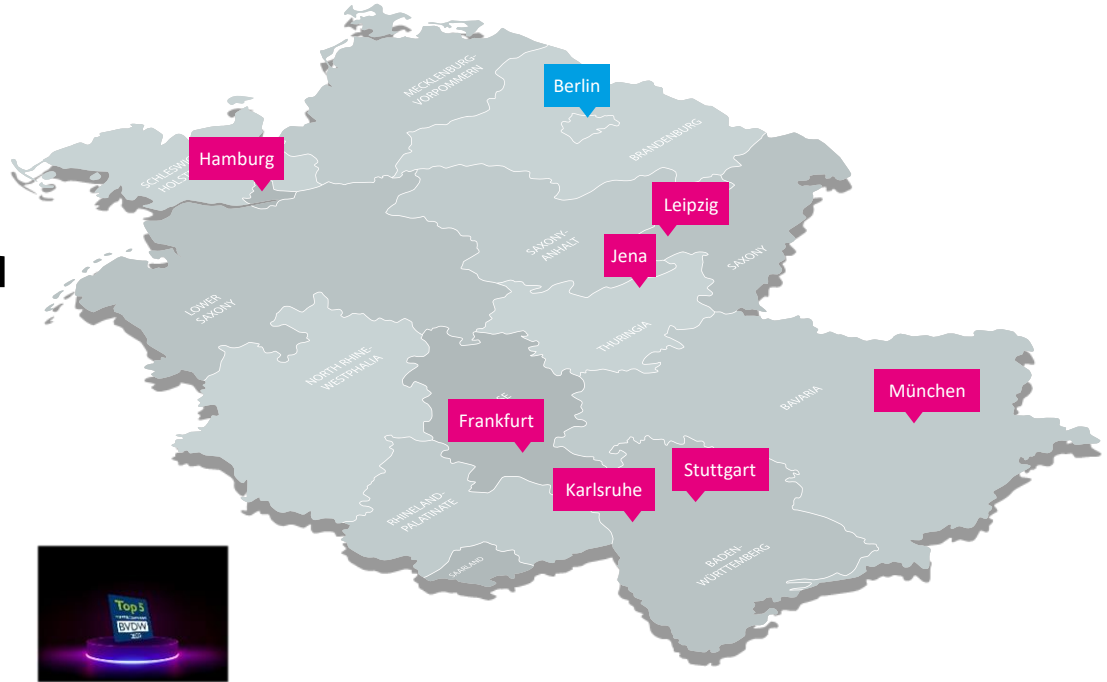 MECKLENBURG-
VORPOMMERN
Berlin
BRANDENBURG
Hamburg
Leipzig
SAXONY-
ANHALT
Jena
SAXONY
LOWER
SAXONY
THURINGIA
NORTH RHINE-
WESTPHALIA
München
BAVARIA
Frankfurt
Stuttgart
Karlsruhe
RHINELAND-
PALATINATE
BADEN-
WÜRTTEMBERG
SAARLAND
Top 5
BVDW